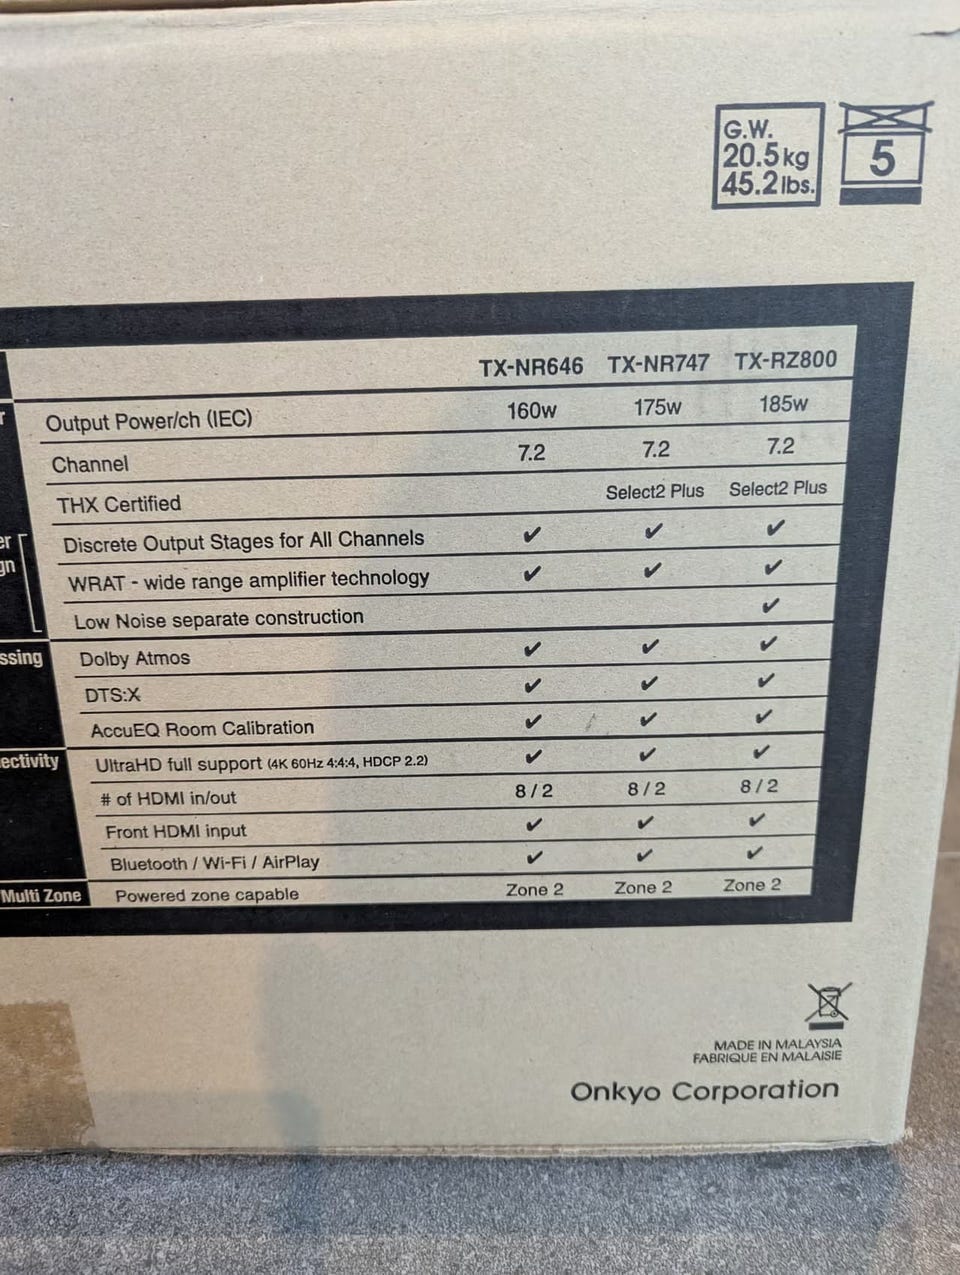 G.W.
20.5kg
45.2 lbs.
5
TX-NR646 TX-NR747 TX-RZ800
Output Power/ch (IEC) 160w 175w 185w
Channel 7.2 7.2 7.2
THX Certified Select2 Plus Select2 Plus
Discrete Output Stages for All Channels ✔ ✔ ✔
WRAT - wide range amplifier technology ✔ ✔ ✔
Low Noise separate construction ✔
Dolby Atmos ✔ ✔ ✔
DTS:X ✔ ✔ ✔
AccuEQ Room Calibration ✔ ✔ ✔
UltraHD full support (4K 60Hz 4:4:4, HDCP 2.2) ✔ ✔ ✔
# of HDMI in/out 8 / 2 8 / 2 8 / 2
Front HDMI input ✔ ✔ ✔
Bluetooth / Wi-Fi / AirPlay ✔ ✔ ✔
Multi Zone Powered zone capable Zone 2 Zone 2 Zone 2
MADE IN MALAYSIA
FABRIQUE EN MALAISIE
Onkyo Corporation